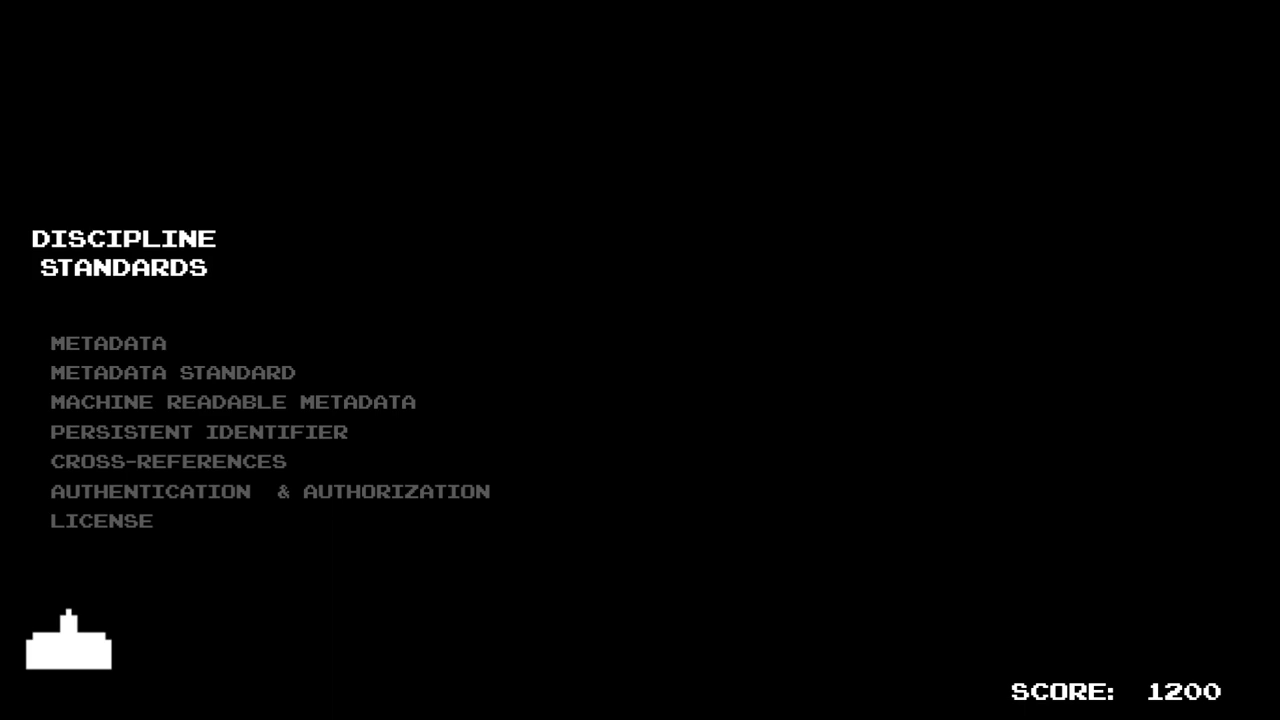 DISCIPLINE
STANDARDS
METADATA
METADATA STANDARD
MACHINE READABLE METADATA
PERSISTENT IDENTIFIER
CROSS-REFERENCES
AUTHENTICATION & AUTHORIZATION
LICENSE
SCORE: 1200